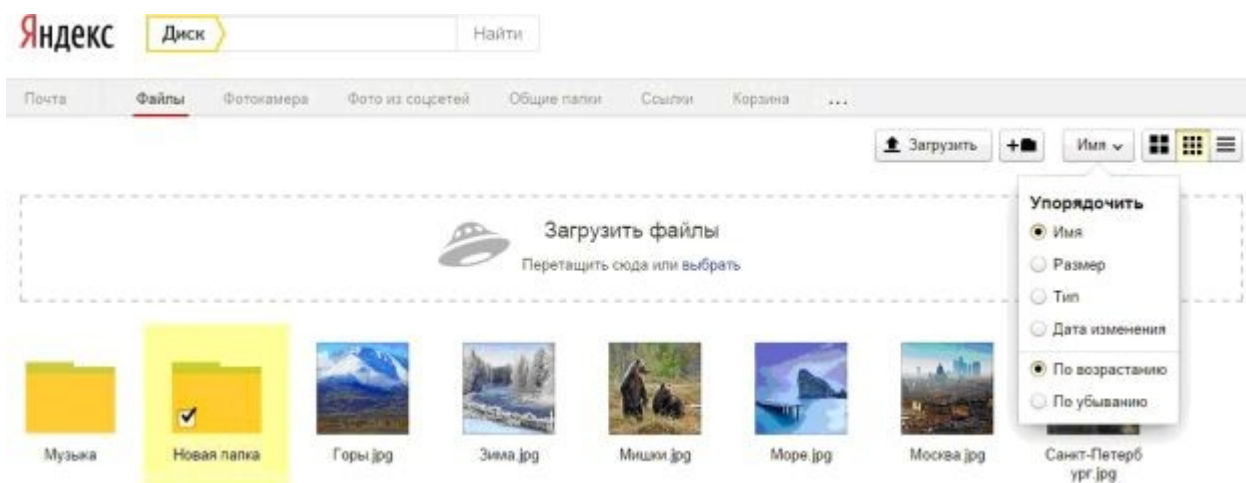 Яндекс Диск Найти
Почта Файлы Фотокамера Фото из соцсетей Общие папки Ссылки Корзина ...
Загрузить Имя
Упорядочить
Имя
Размер
Тип
Дата изменения
По возрастанию
По убыванию
Загрузить файлы
Перетащить сюда или выбрать
Музыка Новая папка Горы.jpg Зима.jpg Мишки.jpg Море.jpg Москва.jpg Санкт-Петерб
ург.jpg